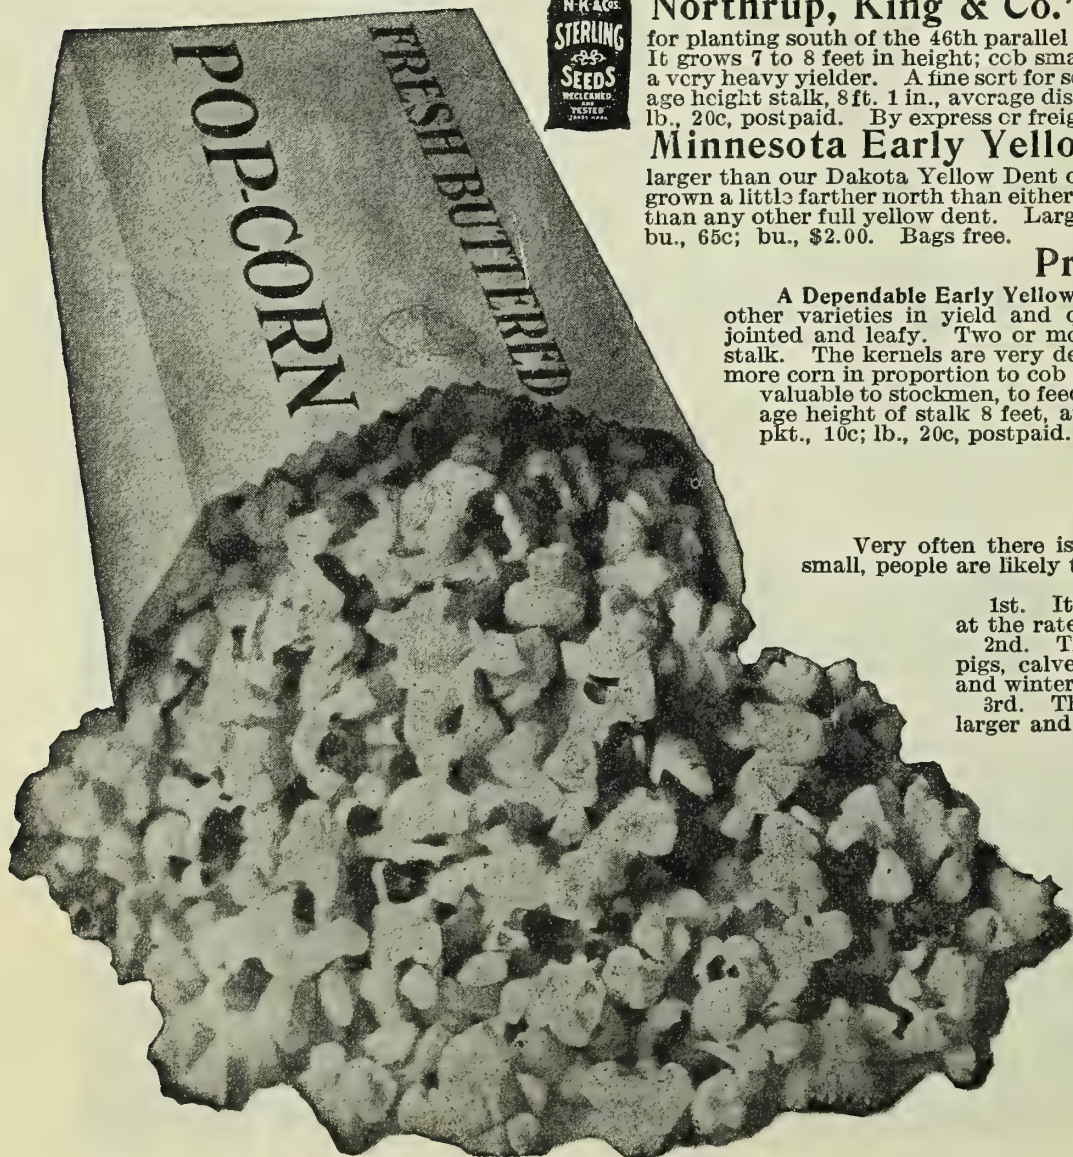 POP-CORN
FRESH BUTTERED
N-K-&COS.
STERLING
SEEDS
RECLEANED
AND
TESTED
TRADE MARK
Northrup, King & Co.'
for planting south of the 46th parallel
It grows 7 to 8 feet in height; cob sma
a very heavy yielder. A fine sort for s
age height stalk, 8 ft. 1 in., average dis
lb., 20c, postpaid. By express or freig
Minnesota Early Yello
larger than our Dakota Yellow Dent
grown a little farther north than either
than any other full yellow dent. Larg
bu., 65c; bu., $2.00. Bags free.
Pr
A Dependable Early Yellow
other varieties in yield and
jointed and leafy. Two or mo
stalk. The kernels are very de
more corn in proportion to cob
valuable to stockmen, to feed
age height of stalk 8 feet, a
pkt., 10c; lb., 20c, postpaid.
Very often there is
small, people are likely t
1st. It
at the rate
2nd. T
pigs, calve
and winter
3rd. Th
larger and